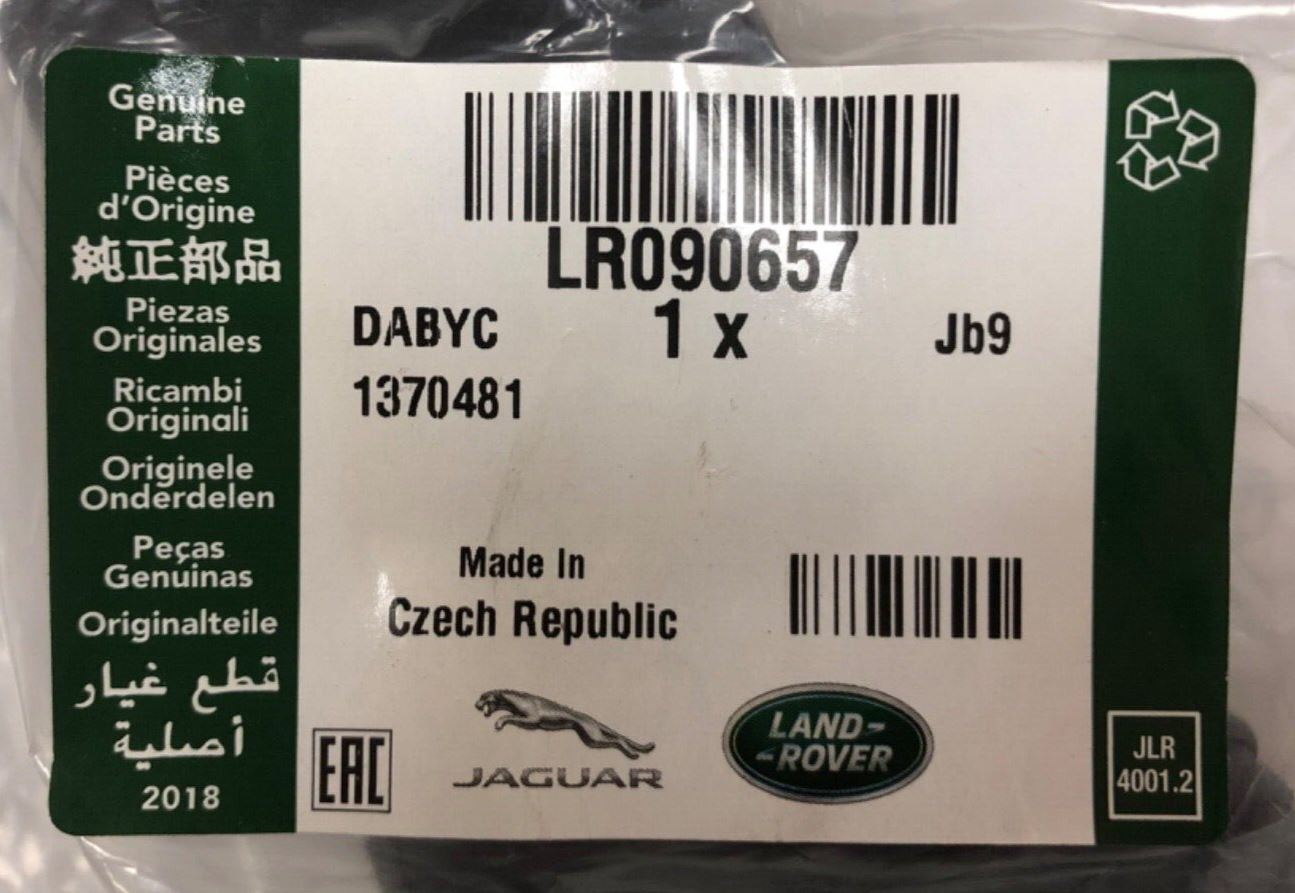 Genuine
Parts
Pièces
d'Origine
純正部品
Piezas
Originales
Ricambi
Originali
Originele
Onderdelen
Peças
Genuinas
Originalteile
قطع غيار
أصلية
2018
LR090657
DABYC
1 x
Jb9
1370481
Made In
Czech Republic
EAC
JAGUAR
LAND-
-ROVER
JLR
4001.2